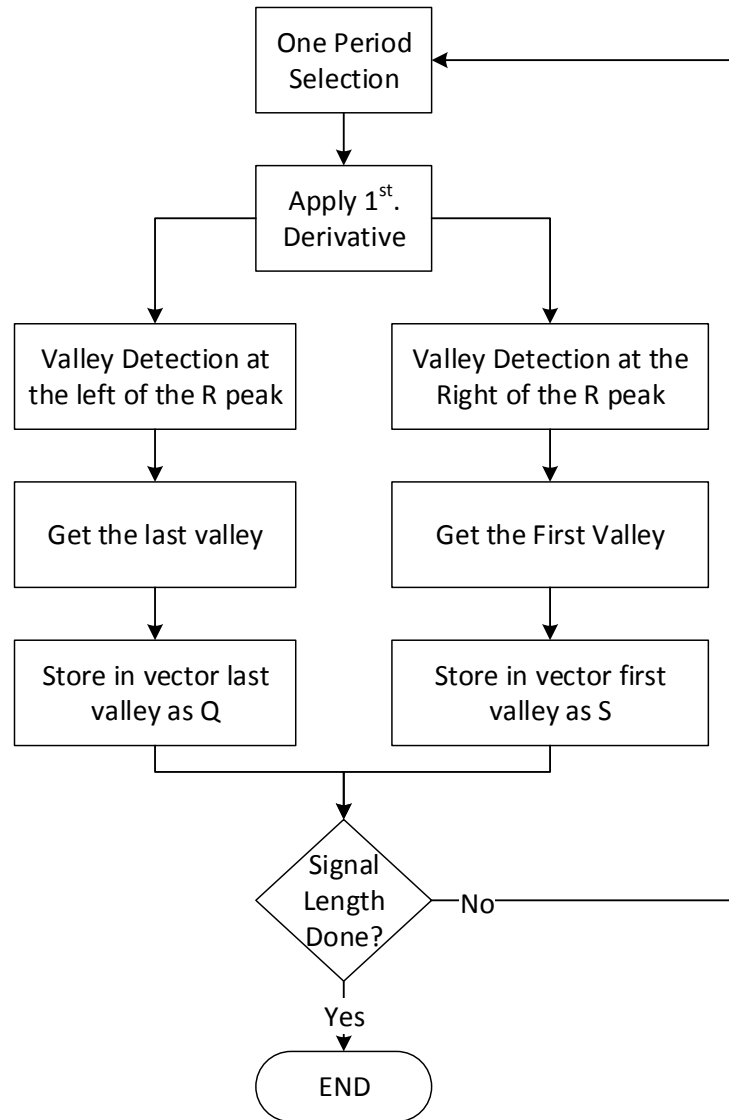 One Period
Selection
Apply 1st.
Derivative
Valley Detection at
the left of the R peak
Valley Detection at the
Right of the R peak
Get the last valley
Get the First Valley
Store in vector last
valley as Q
Store in vector first
valley as S
Signal
Length
Done?
No
Yes
END